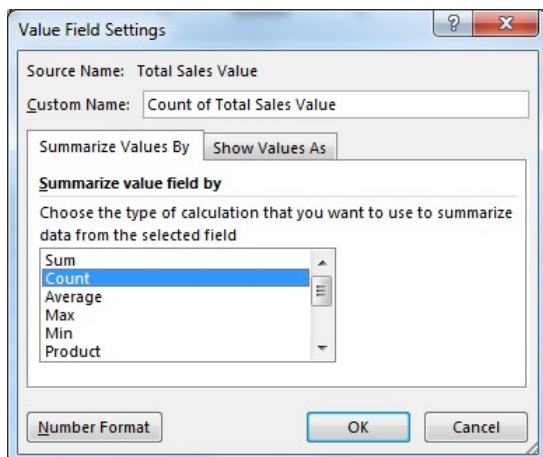 Value Field Settings
? X
Source Name: Total Sales Value
Custom Name: Count of Total Sales Value
Summarize Values By Show Values As
Summarize value field by
Choose the type of calculation that you want to use to summarize
data from the selected field
Sum
Count
Average
Max
Min
Product
Number Format OK Cancel